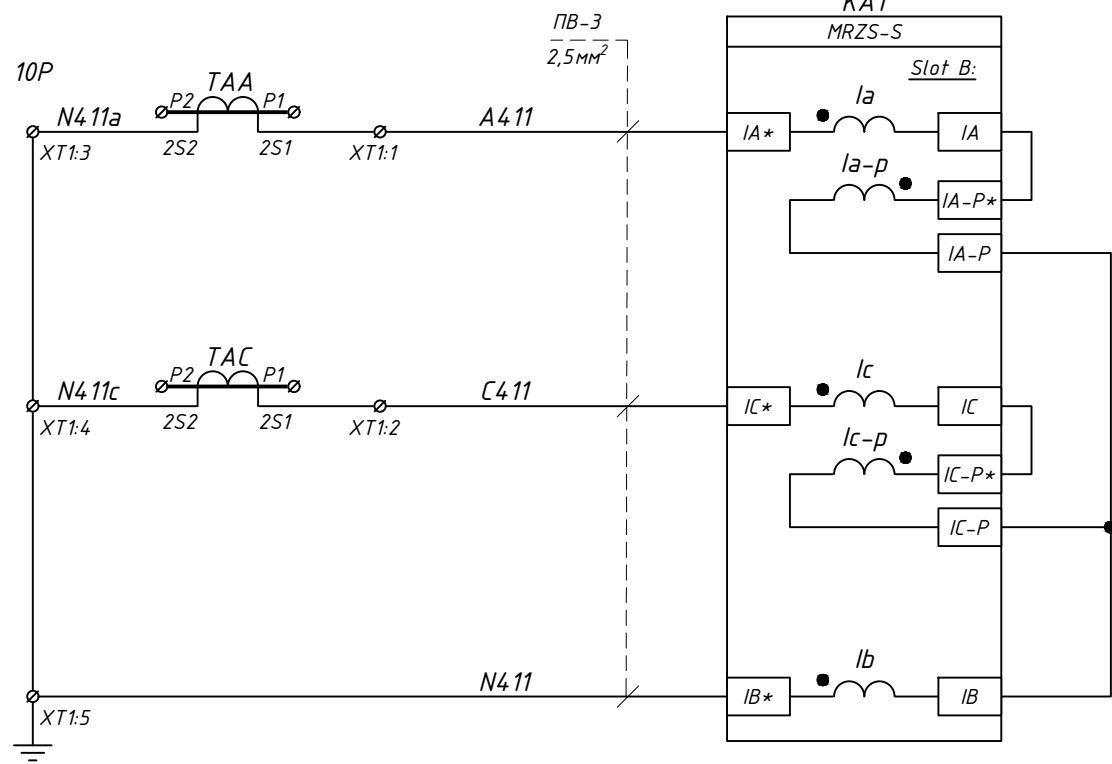 KA1
MRZS-S
Slot B:
ПВ-3
2,5мм²
10P
N411a
TAA
P2
P1
A411
XT1:3
2S2
2S1
XT1:1
IA*
Ia
IA
Ia-p
IA-P*
IA-P
N411c
TAC
P2
P1
C411
XT1:4
2S2
2S1
XT1:2
IC*
Ic
IC
Ic-p
IC-P*
IC-P
N411
XT1:5
IB*
Ib
IB